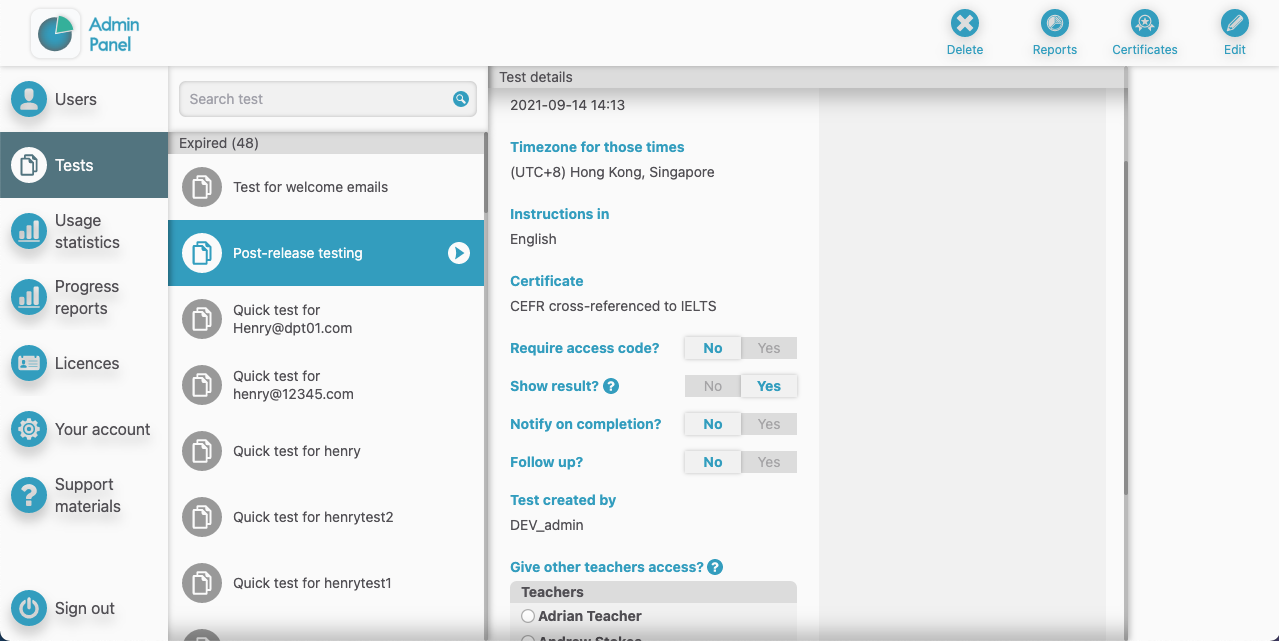 Admin
Panel
Delete
Reports
Certificates
Edit
Users
Tests
Usage
statistics
Progress
reports
Licences
Your account
Support
materials
Sign out
Search test
Expired (48)
Test for welcome emails
Post-release testing
Quick test for
Henry@dpt01.com
Quick test for
henry@12345.com
Quick test for henry
Quick test for henrytest2
Quick test for henrytest1
Test details
2021-09-14 14:13
Timezone for those times
(UTC+8) Hong Kong, Singapore
Instructions in
English
Certificate
CEFR cross-referenced to IELTS
Require access code? No Yes
Show result? ? No Yes
Notify on completion? No Yes
Follow up? No Yes
Test created by
DEV_admin
Give other teachers access? ?
Teachers
Adrian Teacher
Andrew Stokes